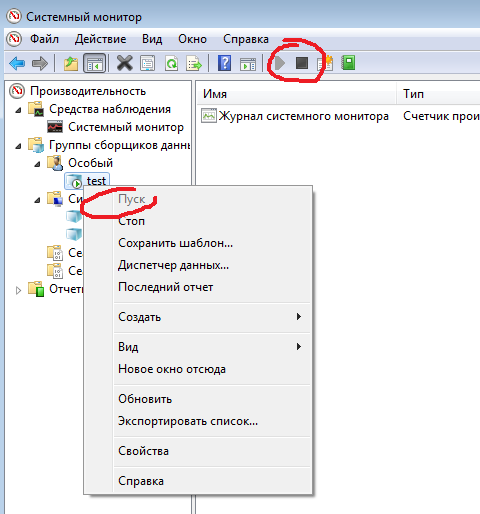 Системный монитор
Файл Действие Вид Окно Справка
Производительность
Средства наблюдения
Системный монитор
Группы сборщиков данн
Особый
test
Си
Се
Се
Отчеты
Имя Тип
Журнал системного монитора Счетчик прои
Пуск
Стоп
Сохранить шаблон...
Диспетчер данных...
Последний отчет
Создать
Вид
Новое окно отсюда
Обновить
Экспортировать список...
Свойства
Справка